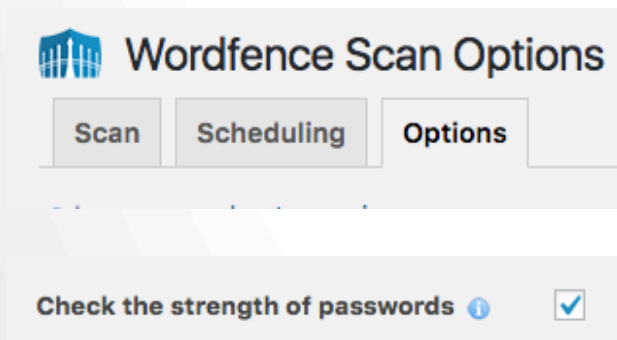 Wordfence Scan Options
Scan Scheduling Options
Check the strength of passwords